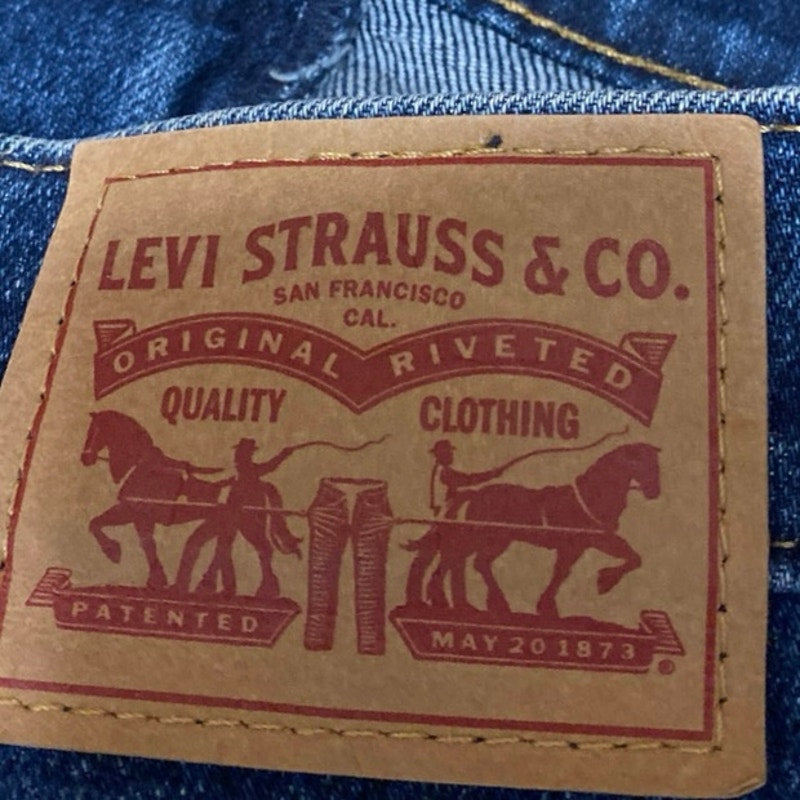 LEVI STRAUSS & CO.
SAN FRANCISCO
CAL.
ORIGINAL RIVETED
QUALITY CLOTHING
PATENTED MAY 20 1873